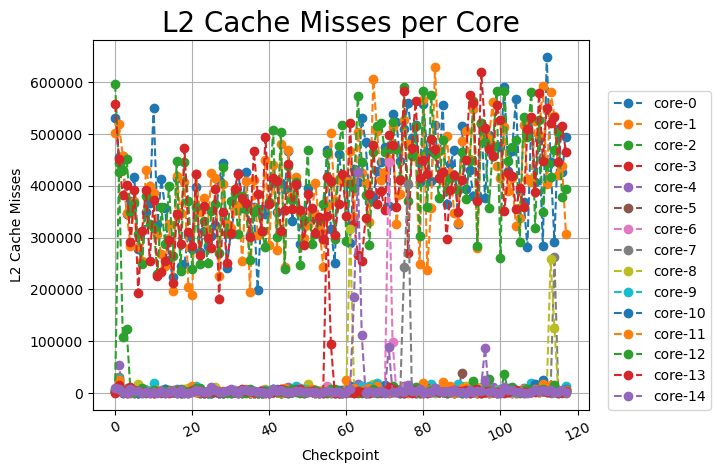 L2 Cache Misses per Core
L2 Cache Misses
600000
500000
400000
300000
200000
100000
0
0
20
40
60
80
100
120
Checkpoint
core-0
core-1
core-2
core-3
core-4
core-5
core-6
core-7
core-8
core-9
core-10
core-11
core-12
core-13
core-14